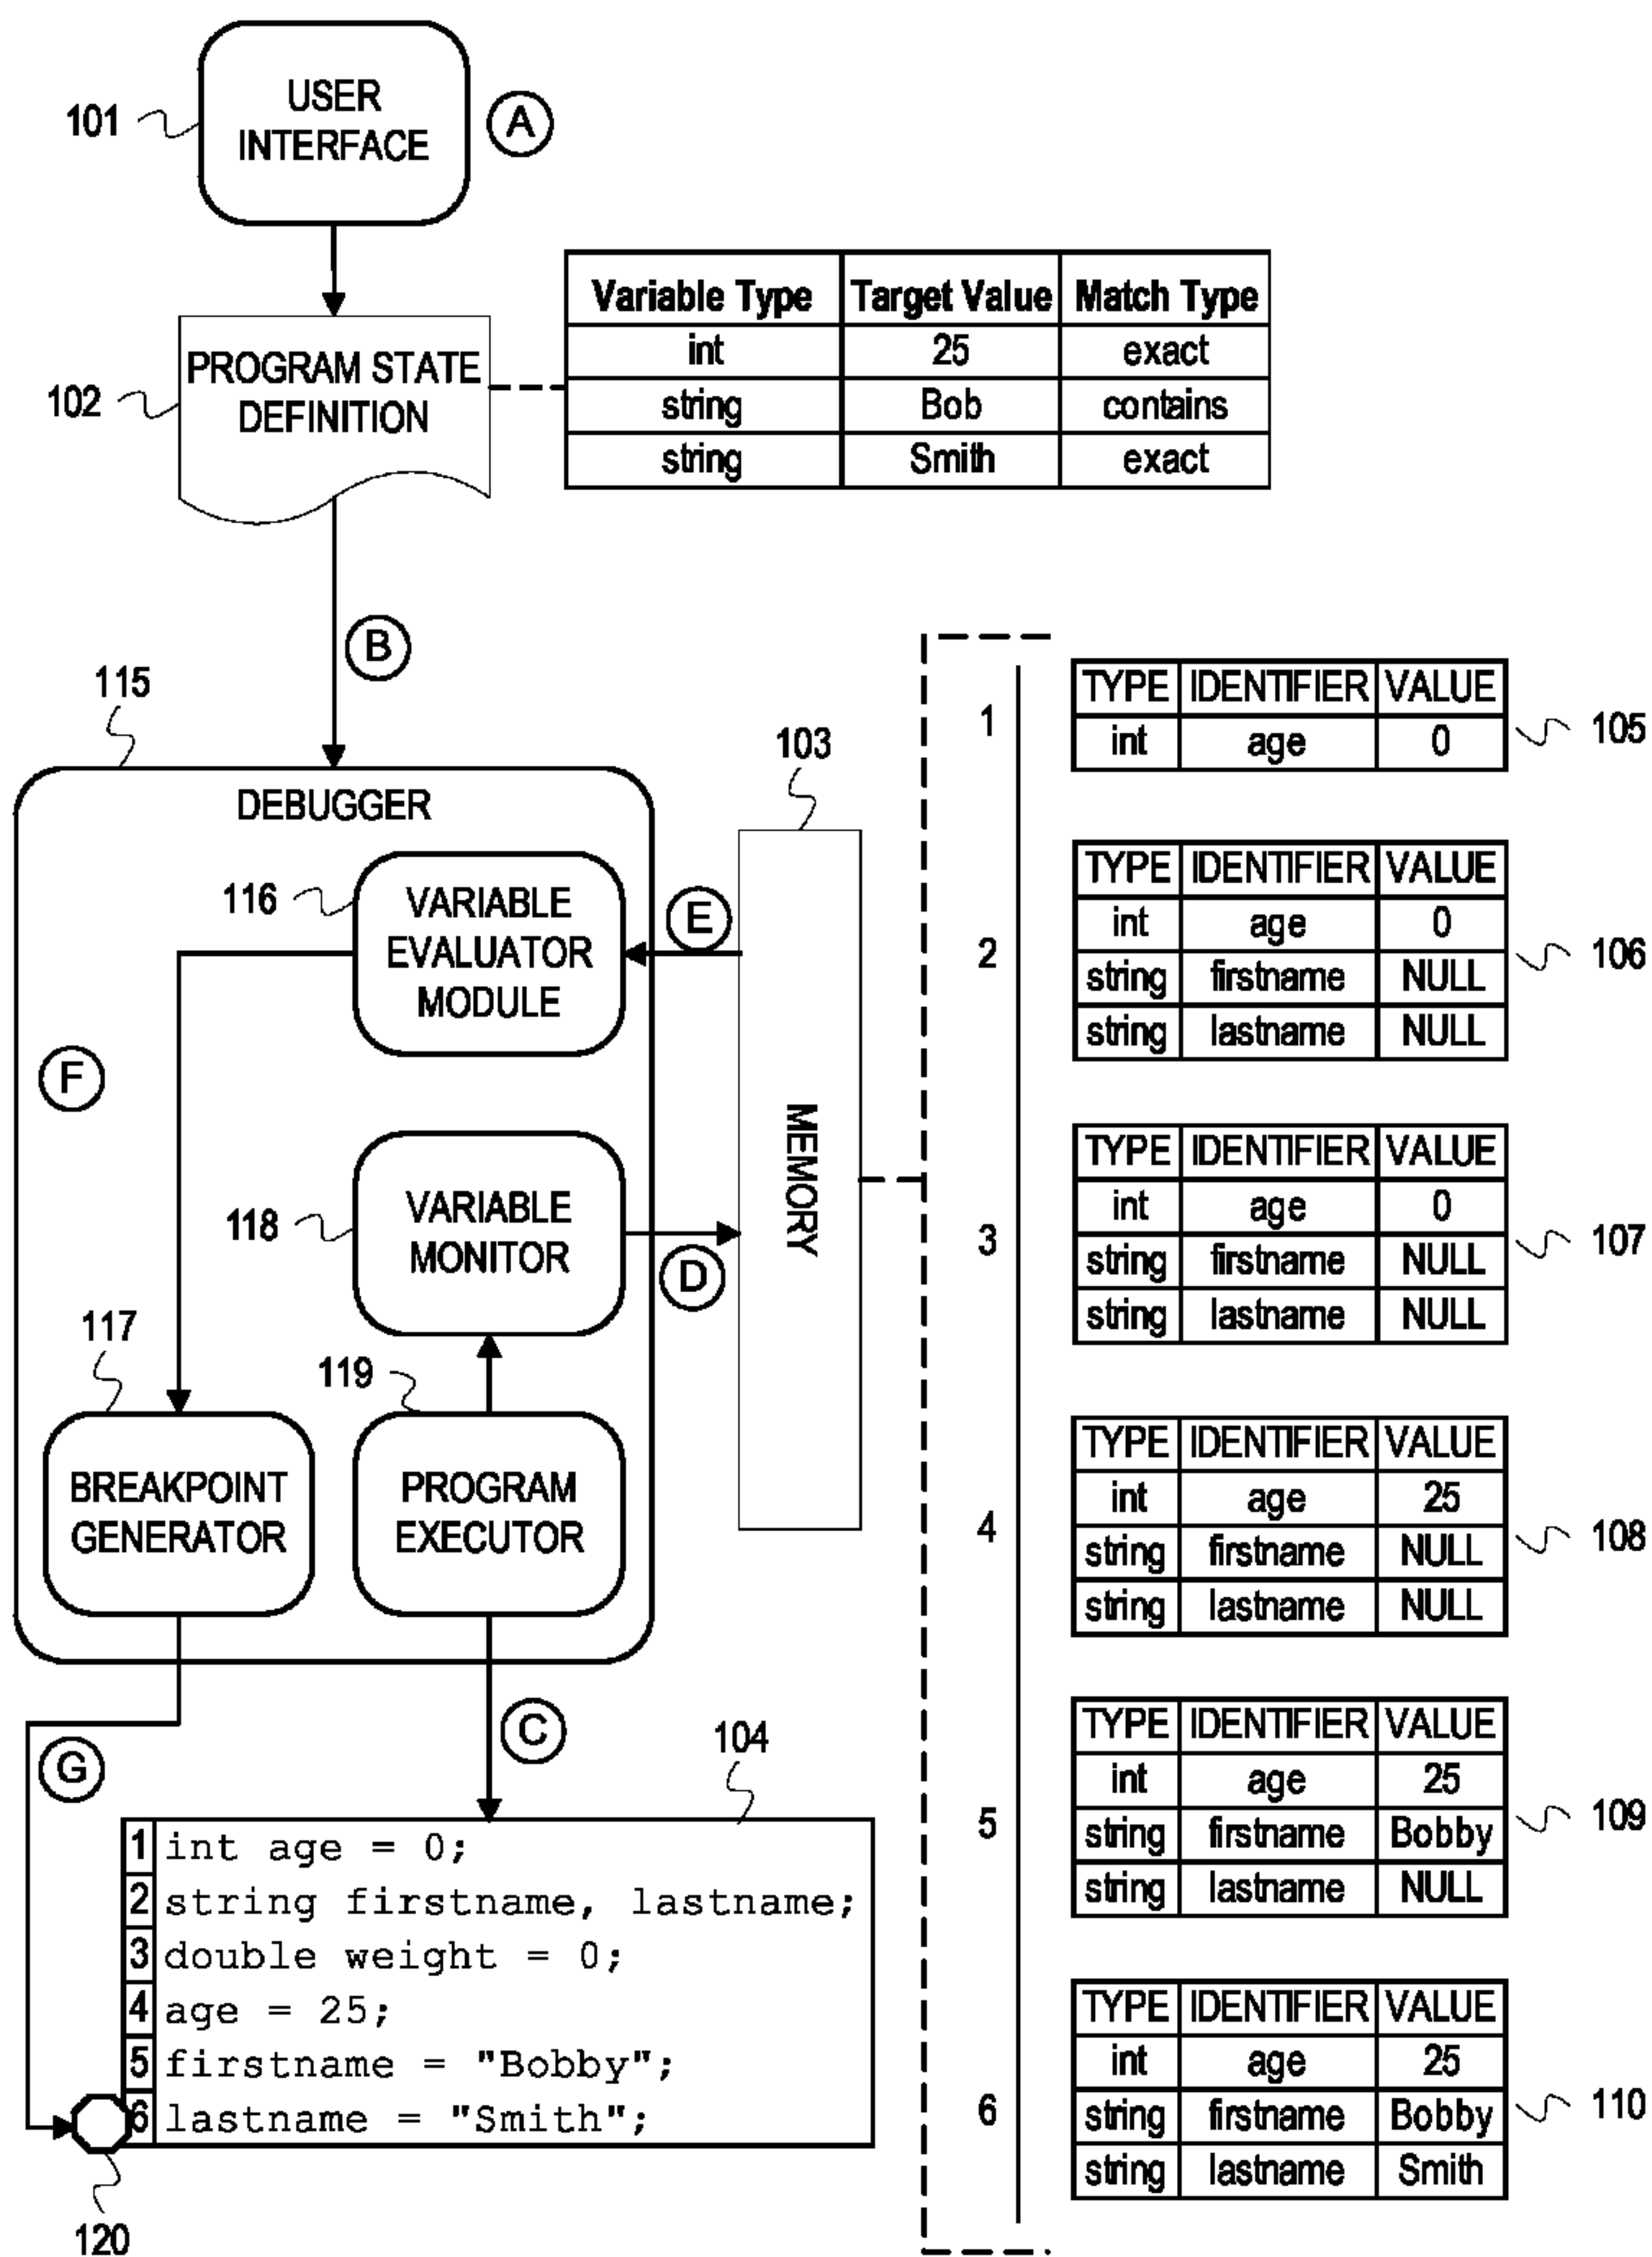 USER
INTERFACE
101
A
Variable Type Target Value Match Type
int 25 exact
string Bob contains
string Smith exact
PROGRAM STATE
DEFINITION
102
B
115
DEBUGGER
103
116
VARIABLE
EVALUATOR
MODULE
E
F
MEMORY
118
VARIABLE
MONITOR
D
117
119
BREAKPOINT
GENERATOR
PROGRAM
EXECUTOR
C
G
104
1 int age = 0;
2 string firstname, lastname;
3 double weight = 0;
4 age = 25;
5 firstname = "Bobby";
6 lastname = "Smith";
120
1
TYPE IDENTIFIER VALUE
int age 0
105
2
TYPE IDENTIFIER VALUE
int age 0
string firstname NULL
string lastname NULL
106
3
TYPE IDENTIFIER VALUE
int age 0
string firstname NULL
string lastname NULL
107
4
TYPE IDENTIFIER VALUE
int age 25
string firstname NULL
string lastname NULL
108
5
TYPE IDENTIFIER VALUE
int age 25
string firstname Bobby
string lastname NULL
109
6
TYPE IDENTIFIER VALUE
int age 25
string firstname Bobby
string lastname Smith
110